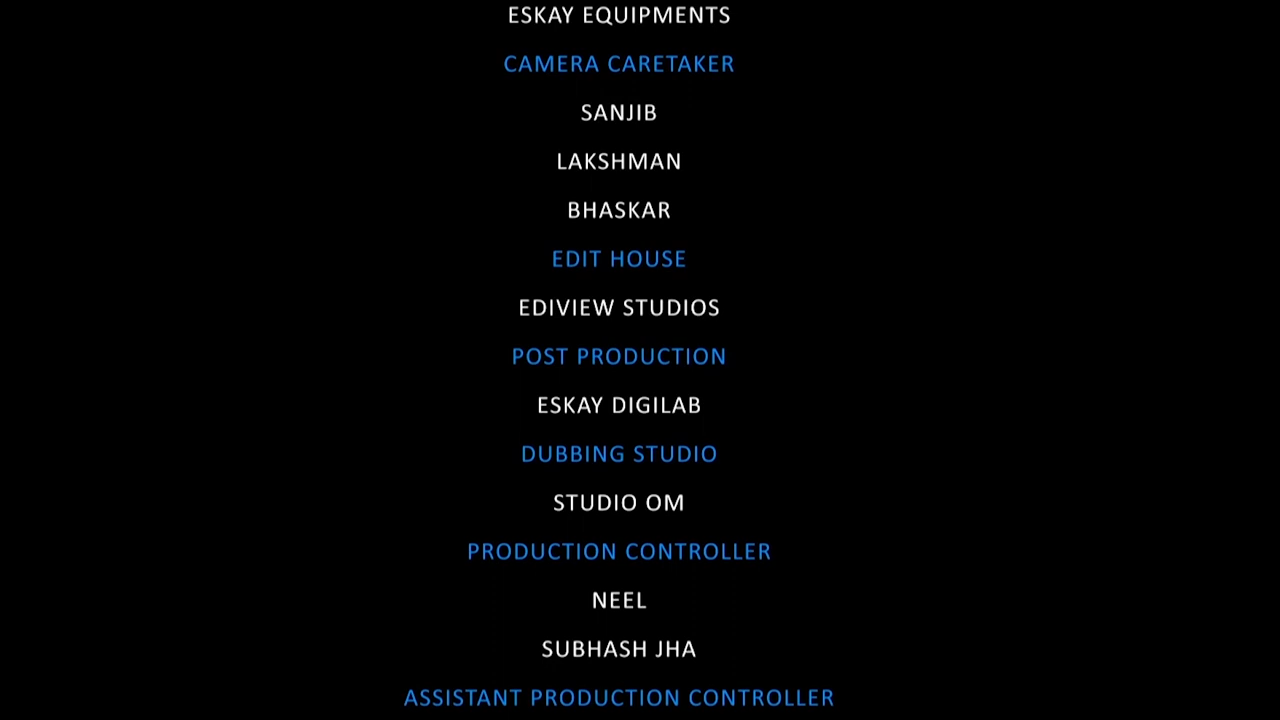 ESKAY EQUIPMENTS
CAMERA CARETAKER
SANJIB
LAKSHMAN
BHASKAR
EDIT HOUSE
EDIVIEW STUDIOS
POST PRODUCTION
ESKAY DIGILAB
DUBBING STUDIO
STUDIO OM
PRODUCTION CONTROLLER
NEEL
SUBHASH JHA
ASSISTANT PRODUCTION CONTROLLER